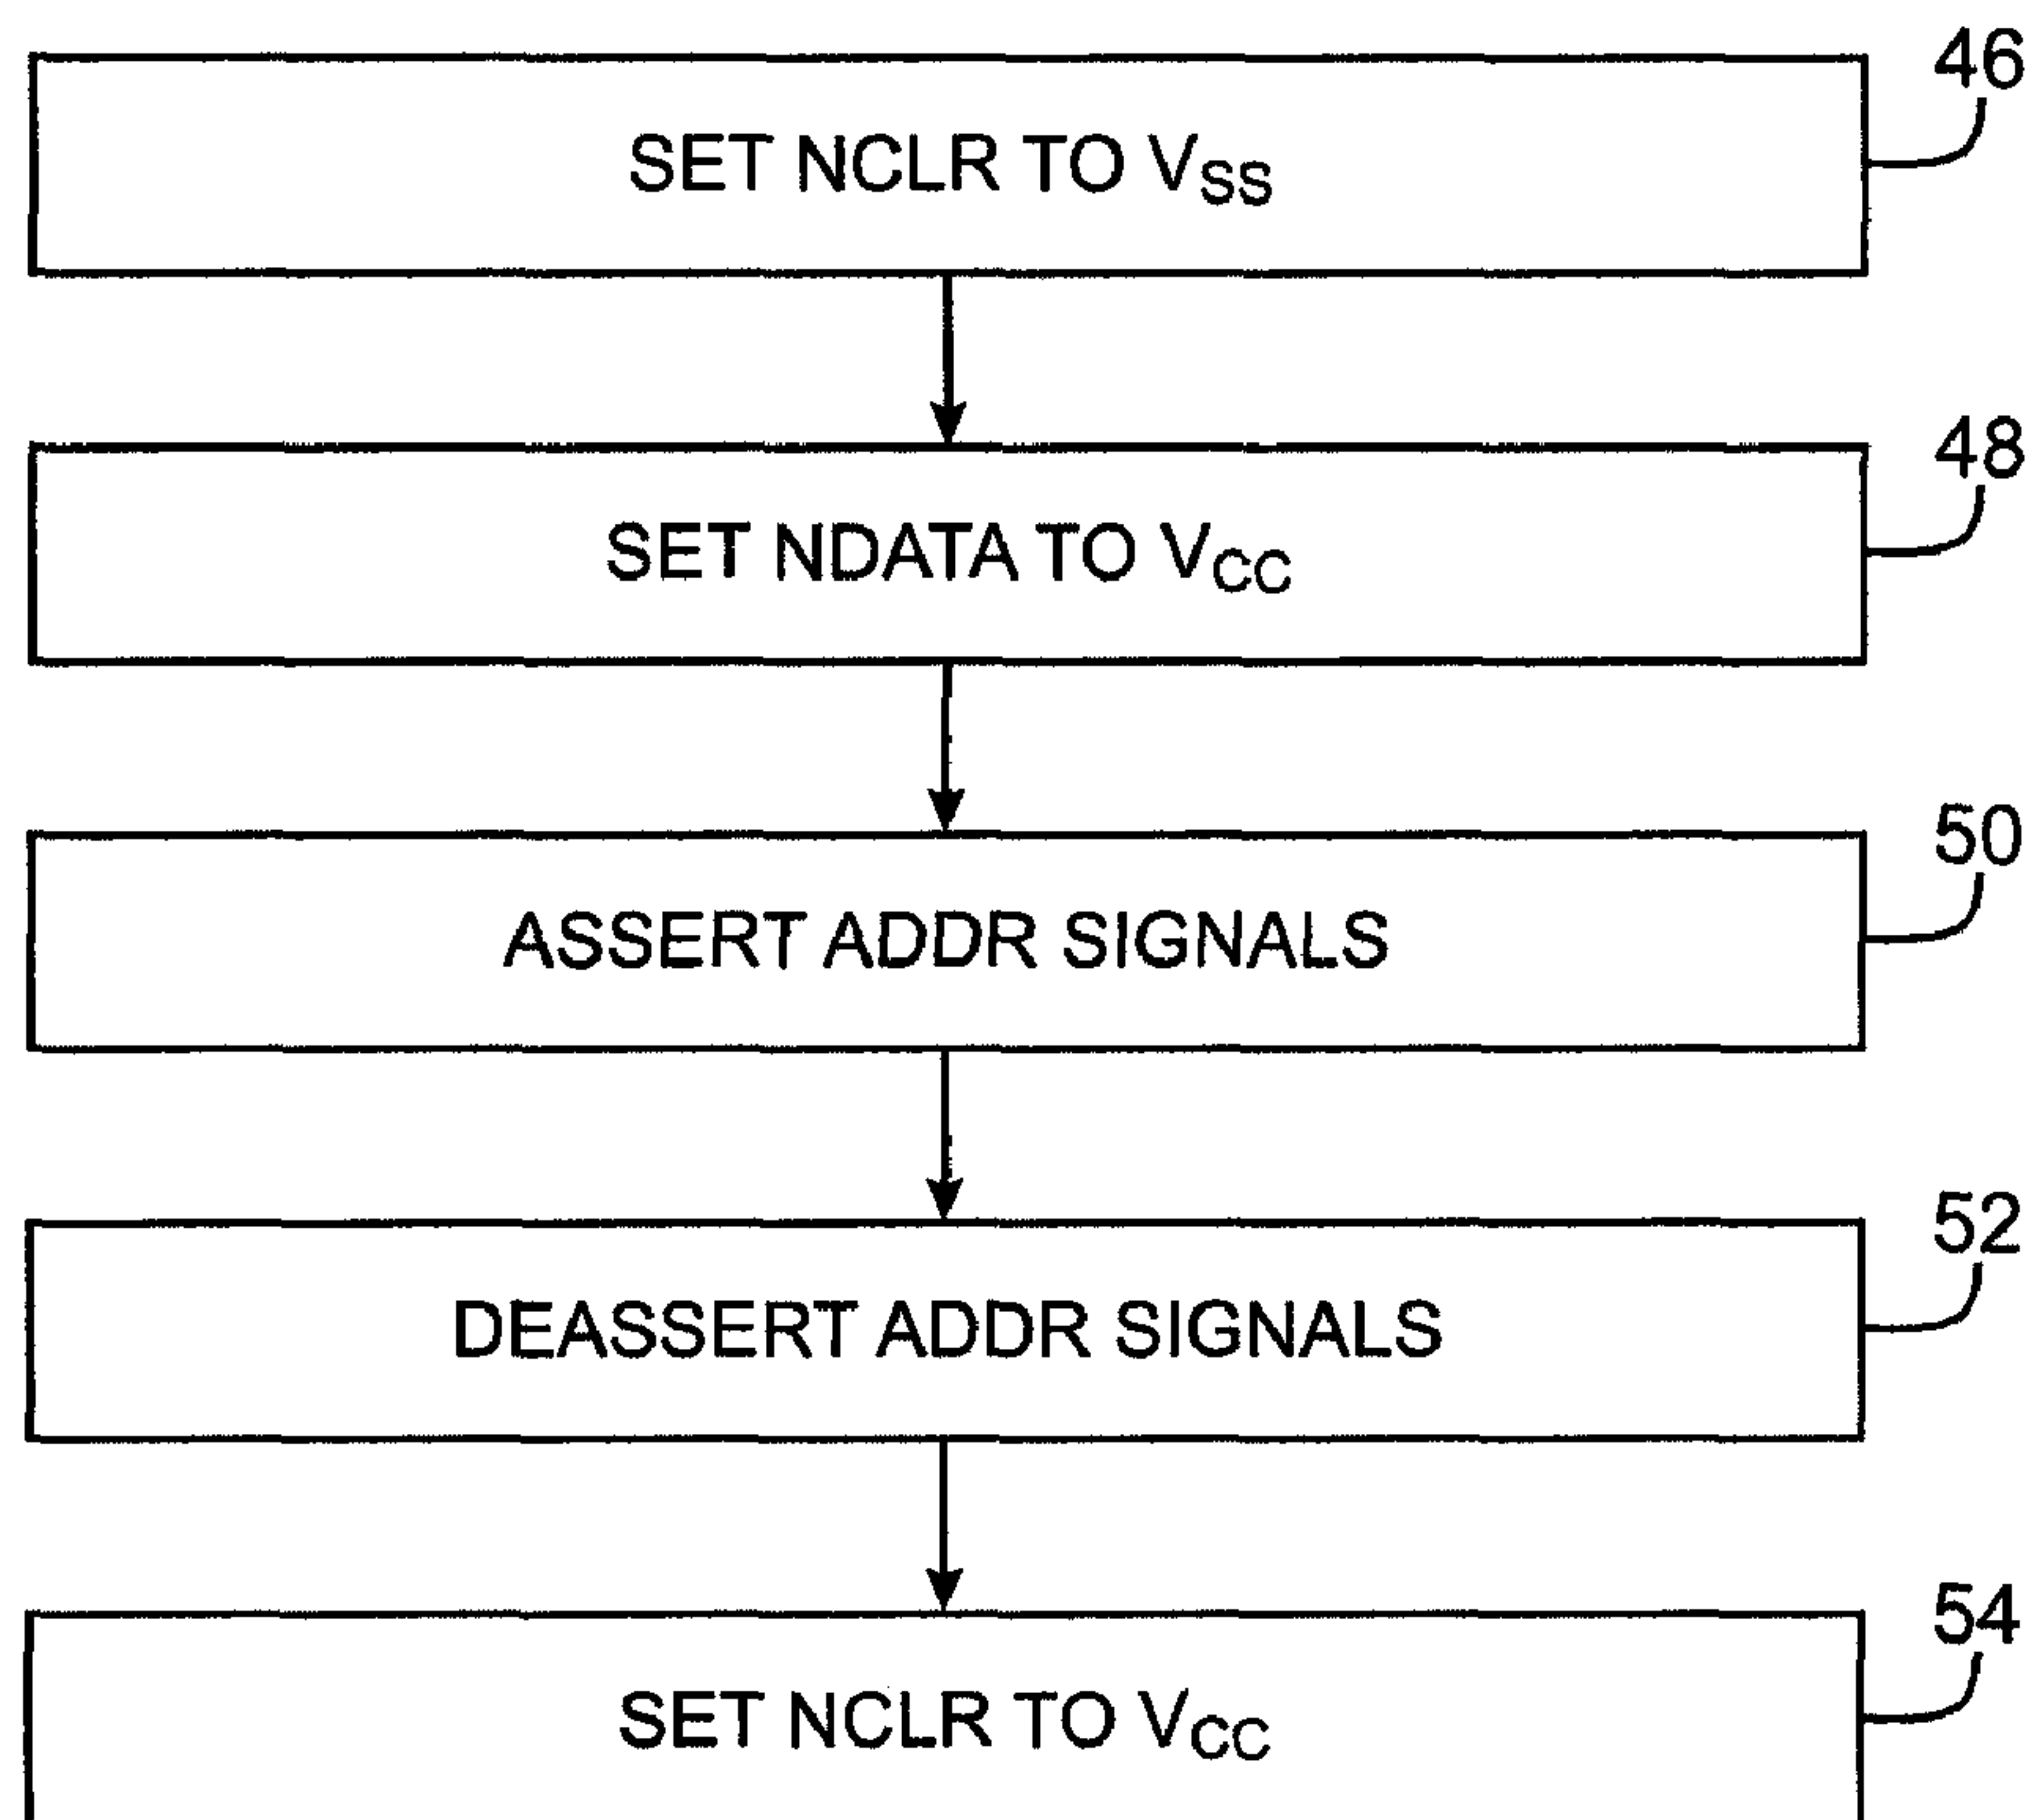 46
SET NCLR TO VSS
48
SET NDATA TO VCC
50
ASSERT ADDR SIGNALS
52
DEASSERT ADDR SIGNALS
54
SET NCLR TO VCC